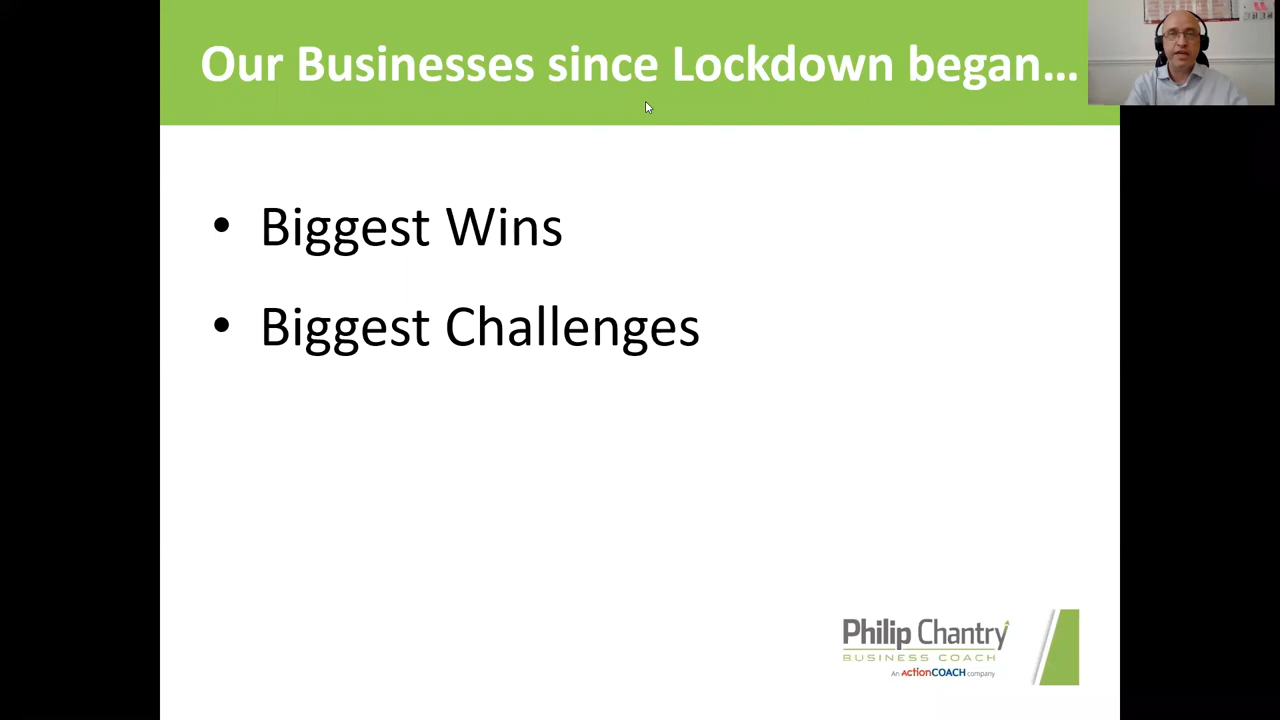 Our Businesses since Lockdown began...
• Biggest Wins
• Biggest Challenges
Philip Chantry
BUSINESS COACH
An ACTIONCOACH company